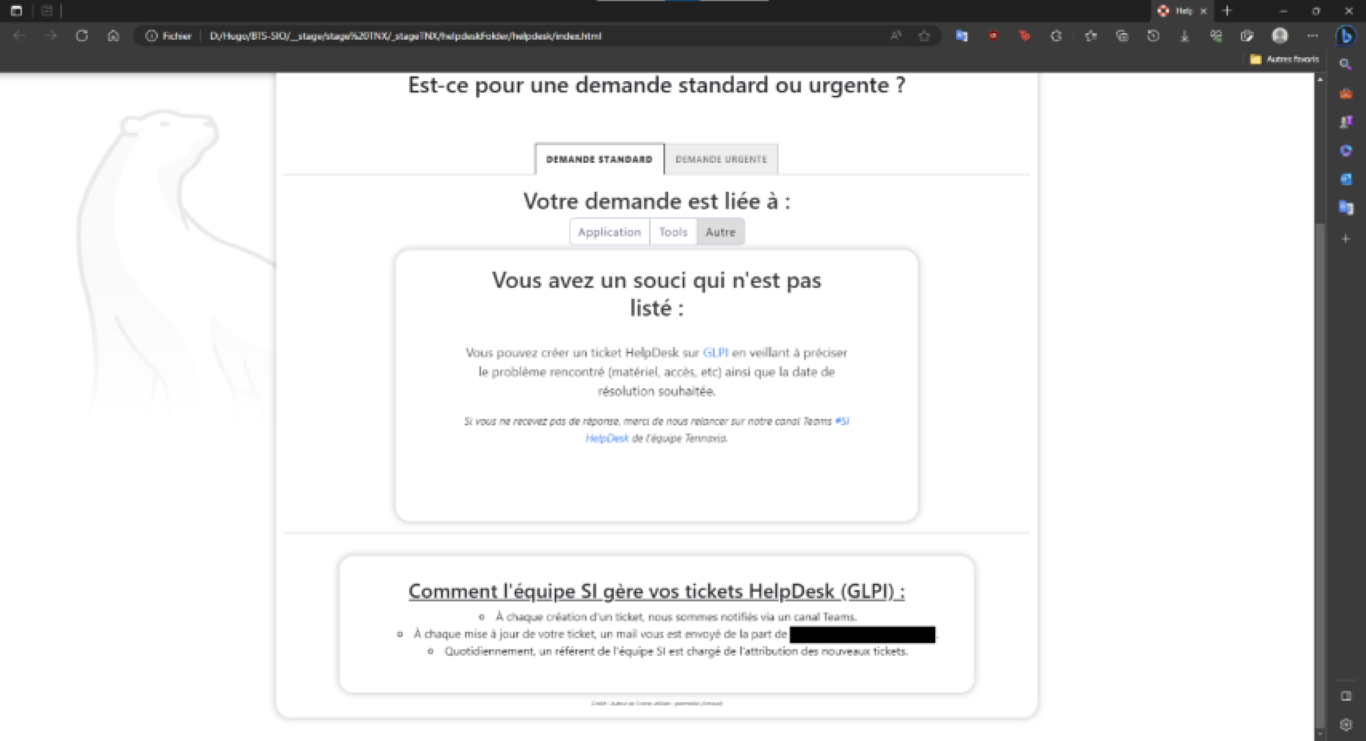 Help
Fichier
D:/Hugo/BTS-SIO/_stage/stage%20TNX/_stageTNX/helpdeskFolder/helpdesk/index.html
Autres favoris
Est-ce pour une demande standard ou urgente ?
DEMANDE STANDARD DEMANDE URGENTE
Votre demande est liée à :
Application Tools Autre
Vous avez un souci qui n'est pas
listé :
Vous pouvez créer un ticket HelpDesk sur GLPI en veillant à préciser
le problème rencontré (matériel, accès, etc) ainsi que la date de
résolution souhaitée.
Si vous ne recevez pas de réponse, merci de nous relancer sur notre canal Teams #SI
HelpDesk de l'équipe Tennaxia.
Comment l'équipe SI gère vos tickets HelpDesk (GLPI) :
À chaque création d'un ticket, nous sommes notifiés via un canal Teams.
À chaque mise à jour de votre ticket, un mail vous est envoyé de la part de .
Quotidiennement, un référent de l'équipe SI est chargé de l'attribution des nouveaux tickets.